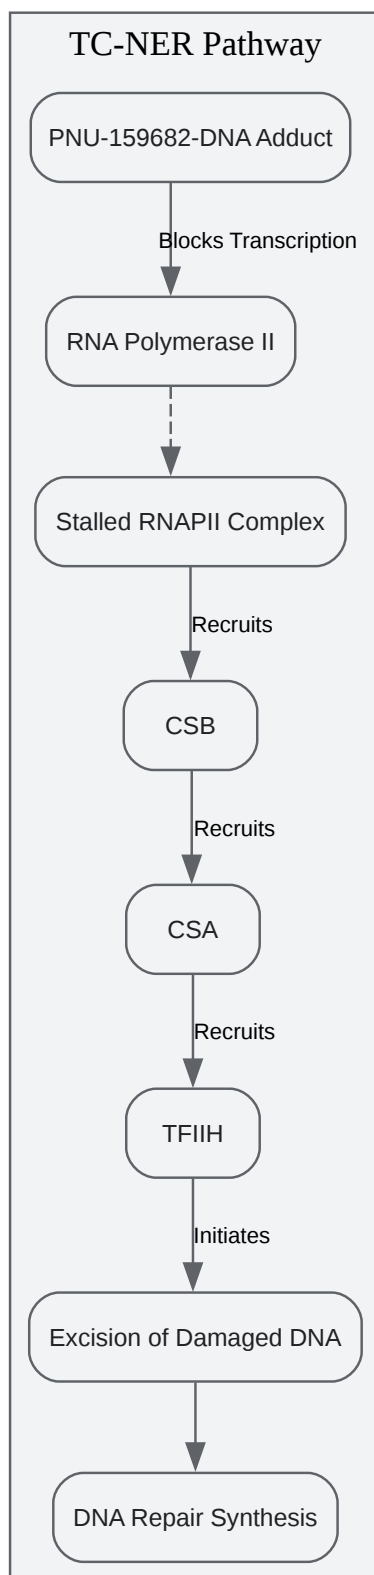 TC-NER Pathway
PNU-159682-DNA Adduct
Blocks Transcription
RNA Polymerase II
Stalled RNAPII Complex
Recruits
CSB
Recruits
CSA
Recruits
TFIIH
Initiates
Excision of Damaged DNA
DNA Repair Synthesis